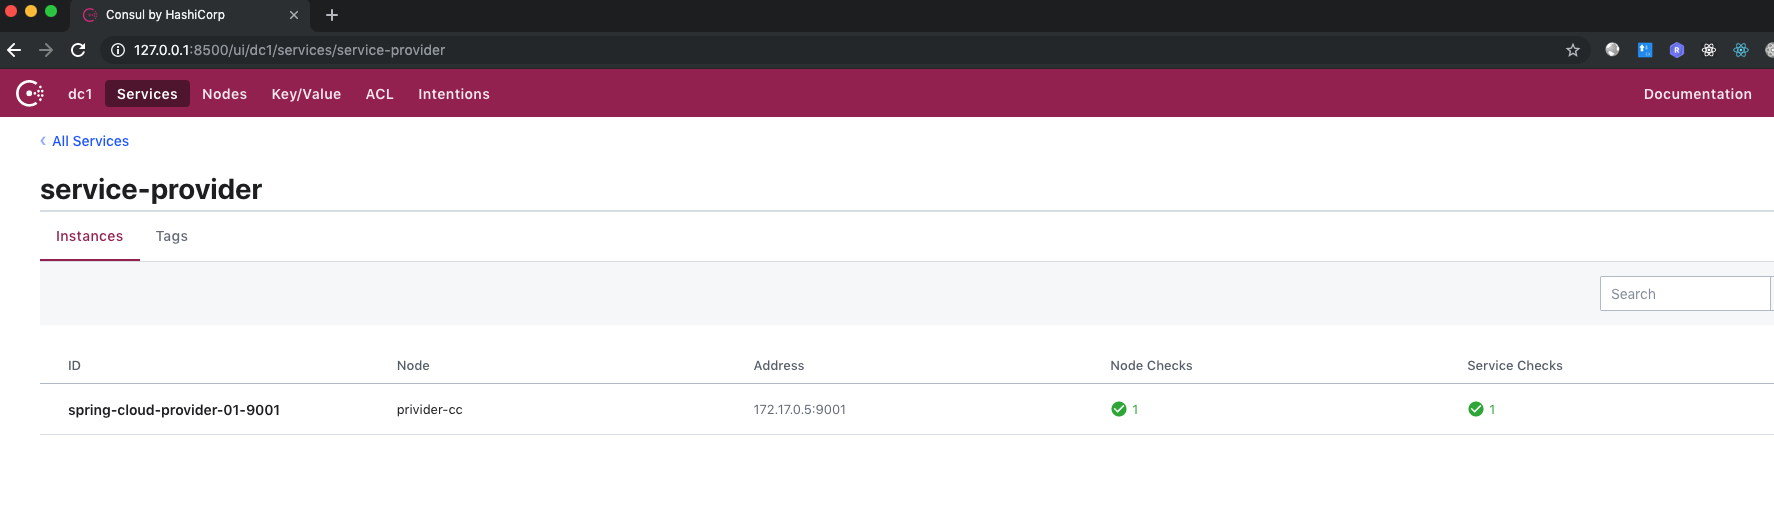 Consul by HashiCorp
127.0.0.1:8500/ui/dc1/services/service-provider
dc1 Services Nodes Key/Value ACL Intentions Documentation
‹ All Services
service-provider
Instances Tags
Search
ID Node Address Node Checks Service Checks
spring-cloud-provider-01-9001 privider-cc 172.17.0.5:9001 1 1